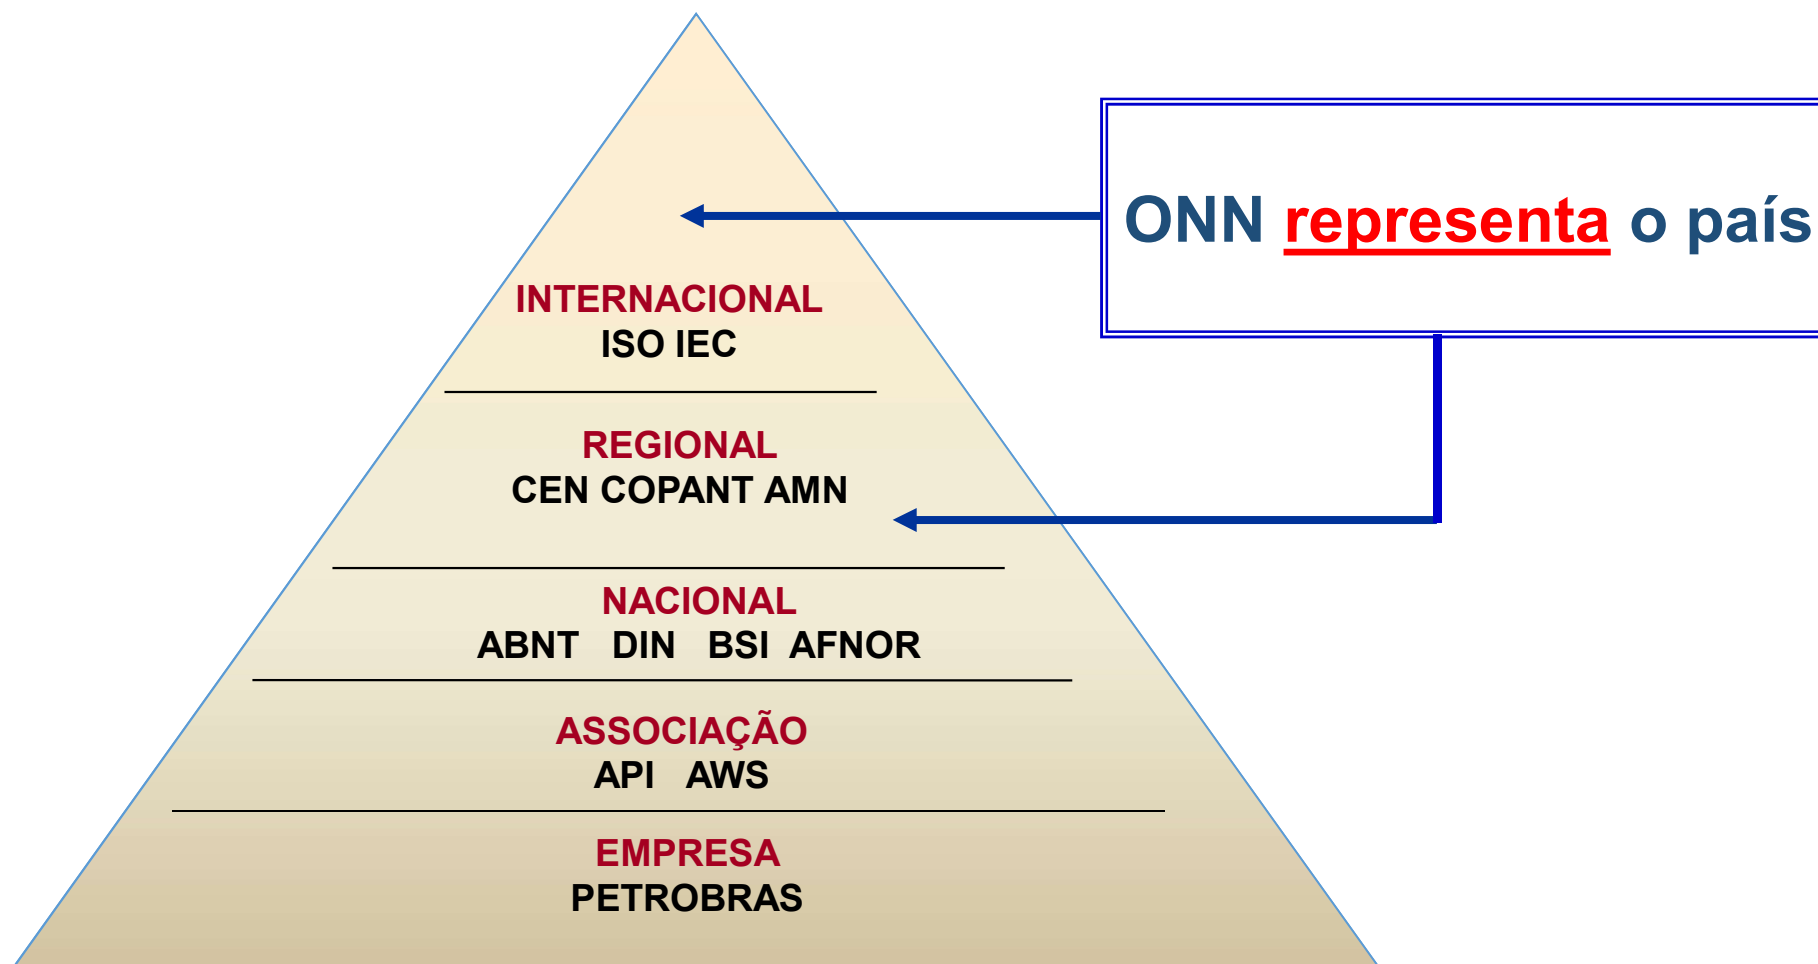 ONN representa o país
INTERNACIONAL
ISO IEC
REGIONAL
CEN COPANT AMN
NACIONAL
ABNT DIN BSI AFNOR
ASSOCIAÇÃO
API AWS
EMPRESA
PETROBRAS